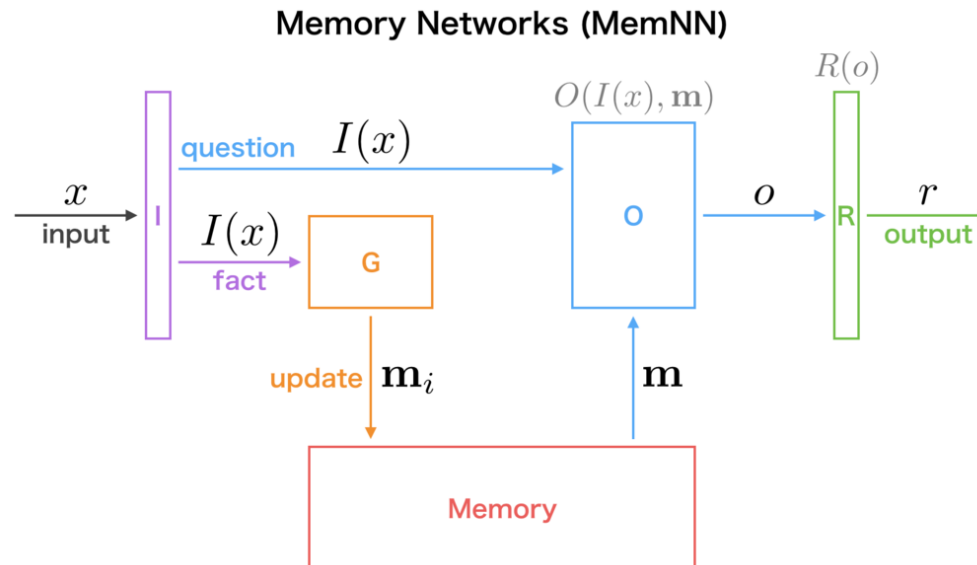 Memory Networks (MemNN)
R(o)
O(I(x), m)
question I(x)
x
input
I
I(x)
fact
G
O
o
R
r
output
update m_i
m
Memory